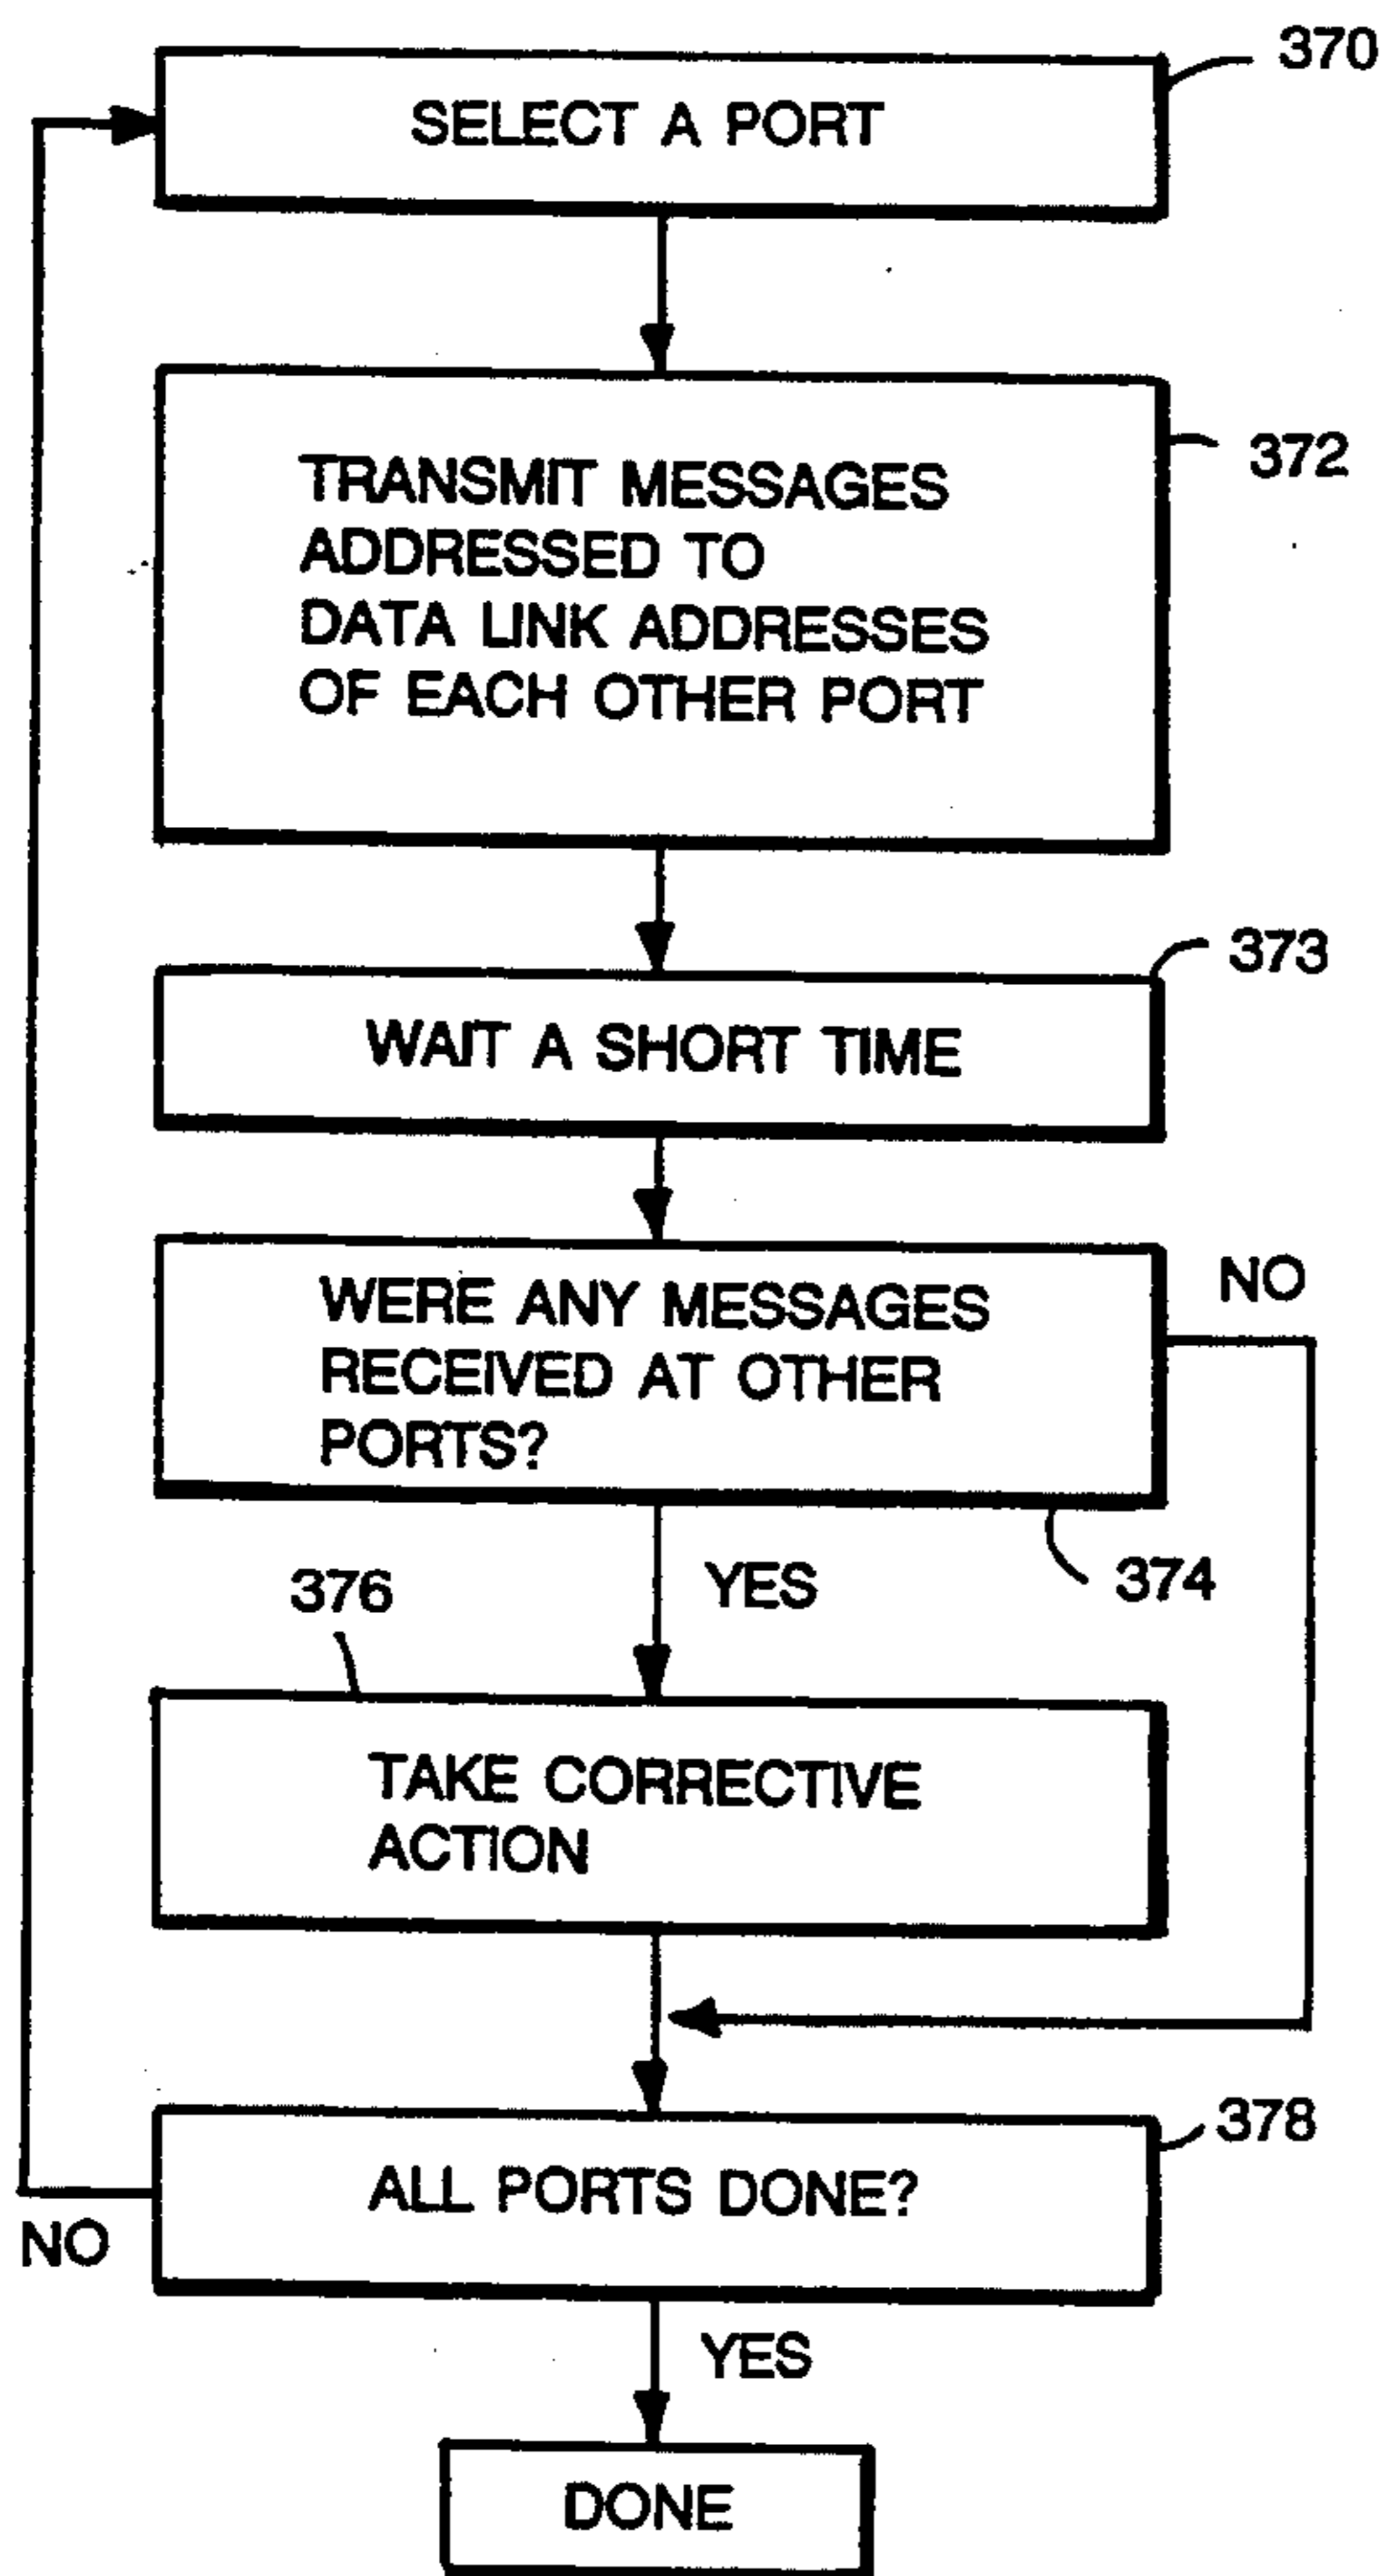 370
SELECT A PORT
372
TRANSMIT MESSAGES
ADDRESSED TO
DATA LINK ADDRESSES
OF EACH OTHER PORT
373
WAIT A SHORT TIME
WERE ANY MESSAGES
RECEIVED AT OTHER
PORTS?
NO
374
YES
376
TAKE CORRECTIVE
ACTION
378
ALL PORTS DONE?
NO
YES
DONE